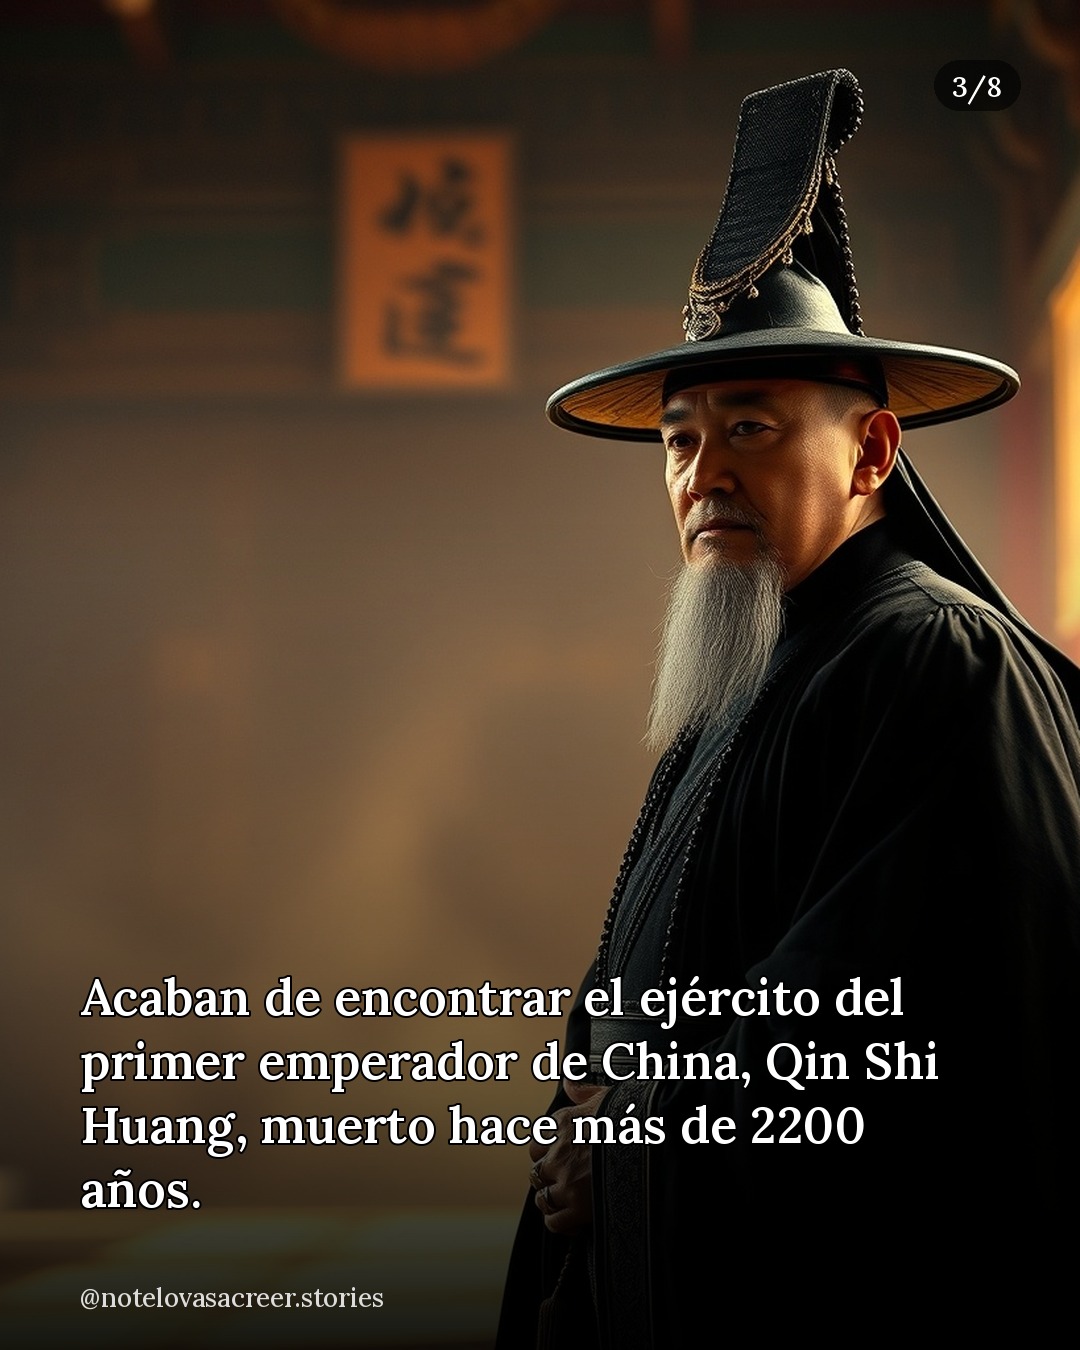 3/8
Acaban de encontrar el ejército del
primer emperador de China, Qin Shi
Huang, muerto hace más de 2200
años.
@notelovasacreer.stories